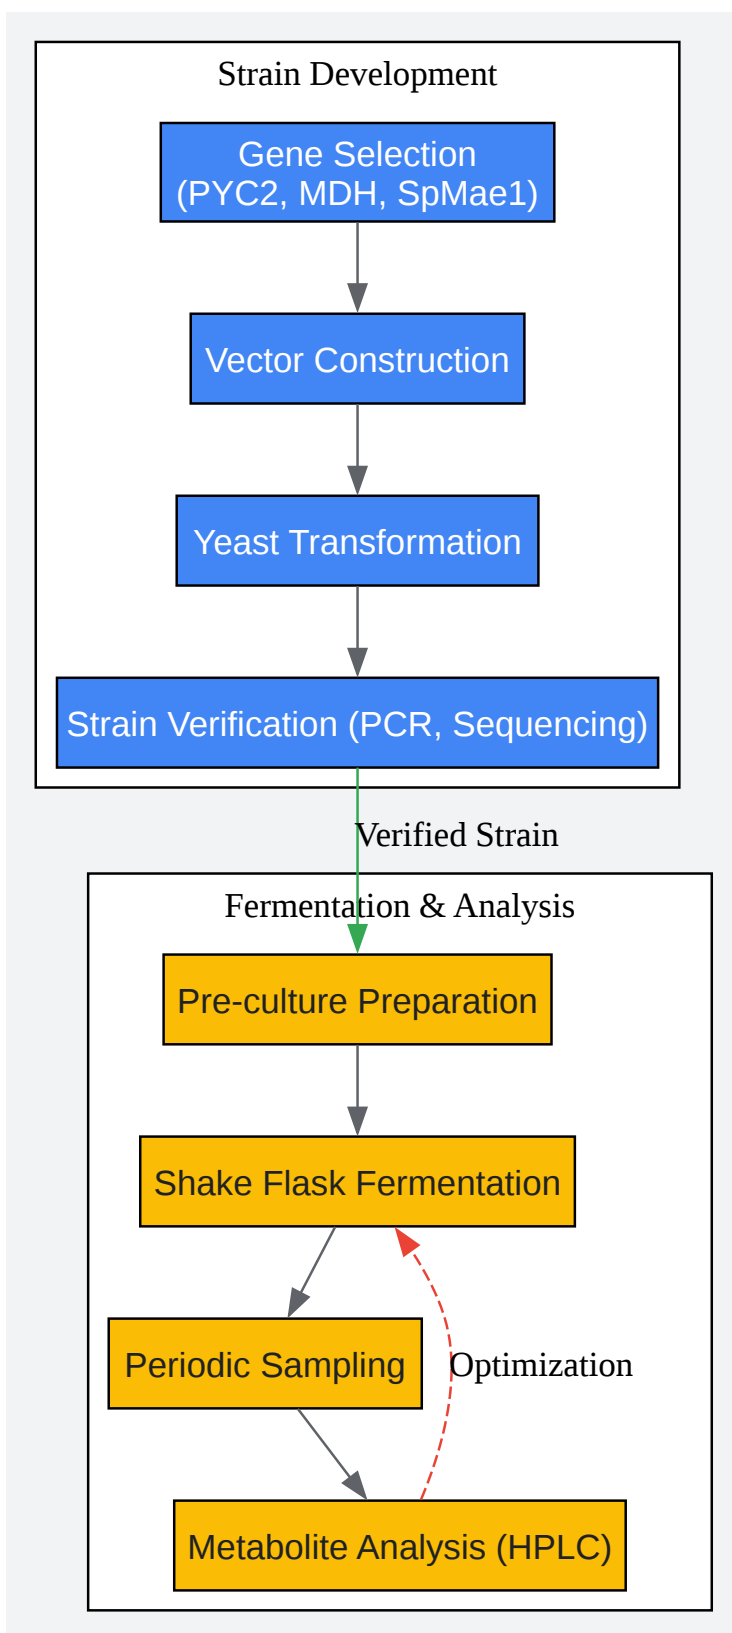 Strain Development
Gene Selection
(PYC2, MDH, SpMae1)
Vector Construction
Yeast Transformation
Strain Verification (PCR, Sequencing)
Verified Strain
Fermentation & Analysis
Pre-culture Preparation
Shake Flask Fermentation
Periodic Sampling
Optimization
Metabolite Analysis (HPLC)